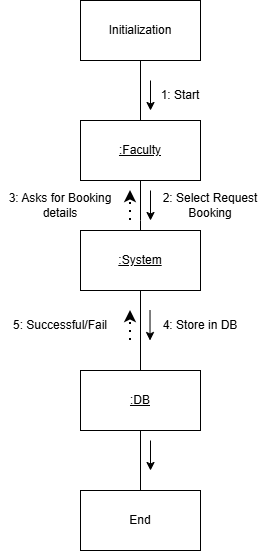 Initialization
1: Start
:Faculty
3: Asks for Booking
details
2: Select Request
Booking
:System
5: Successful/Fail
4: Store in DB
:DB
End